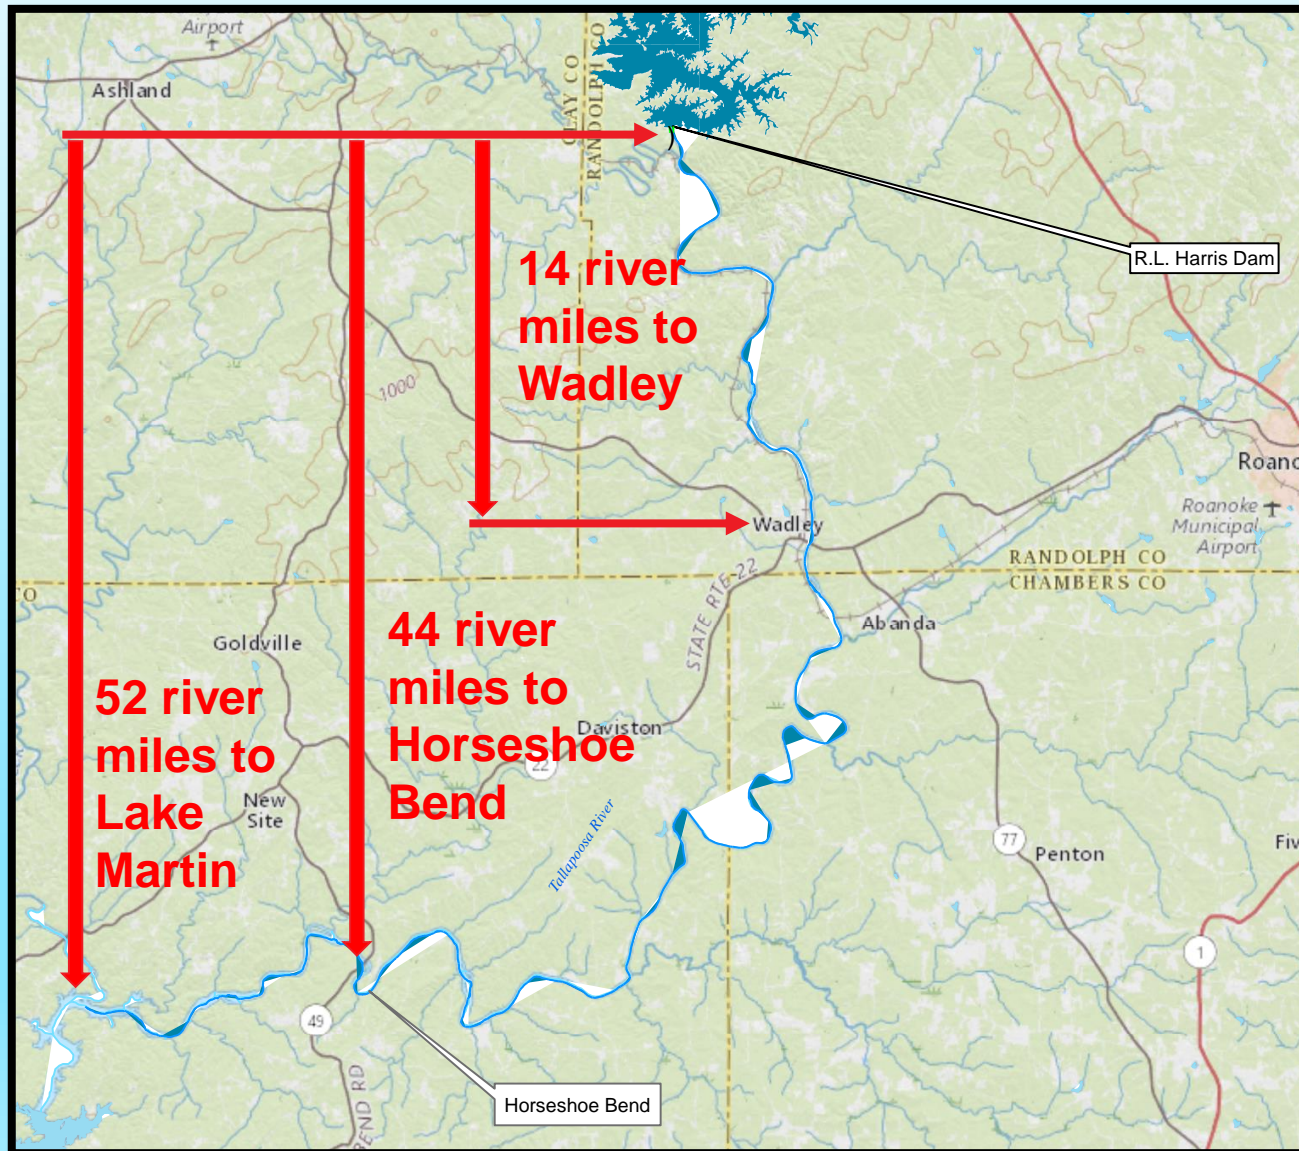 Airport
Ashland
CLAY CO
RANDOLPH CO
R.L. Harris Dam
14 river
miles to
Wadley
1000
Roano
Roanoke
Municipal
Airport
Wadley
RANDOLPH CO
CHAMBERS CO
CO
STATE RTE 22
Abanda
Goldville
44 river
miles to
Horseshoe
Bend
52 river
miles to
Lake
Martin
Daviston
22
New
Site
Tallapoosa River
77
Penton
Fiv
1
49
BEND RD
Horseshoe Bend